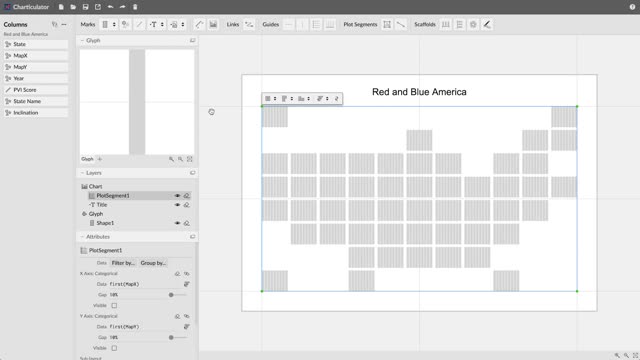 Charticulator
Columns
Red and Blue America
State
MapX
MapY
Year
PVI Score
State Name
Inclination
Marks
Links
Guides
Plot Segments
Scaffolds
Glyph
Glyph
Layers
Chart
PlotSegment1
Title
Glyph
Shape1
Attributes
PlotSegment1
Data Filter by... Group by...
X Axis: Categorical
Data first(MapX)
Gap 10%
Visible
Y Axis: Categorical
Data first(MapY)
Gap 10%
Visible
Red and Blue America